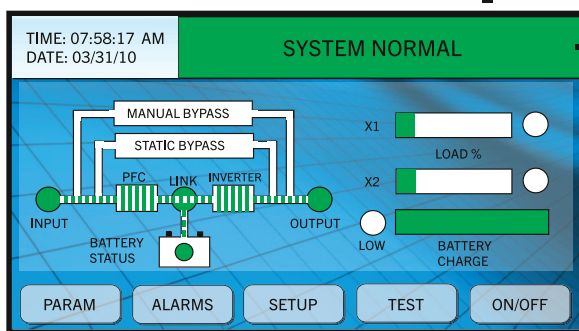 TIME: 07:58:17 AM
DATE: 03/31/10
SYSTEM NORMAL
MANUAL BYPASS
STATIC BYPASS
PFC
LINK
INVERTER
INPUT
OUTPUT
BATTERY
STATUS
X1
LOAD %
X2
LOW
BATTERY
CHARGE
PARAM
ALARMS
SETUP
TEST
ON/OFF